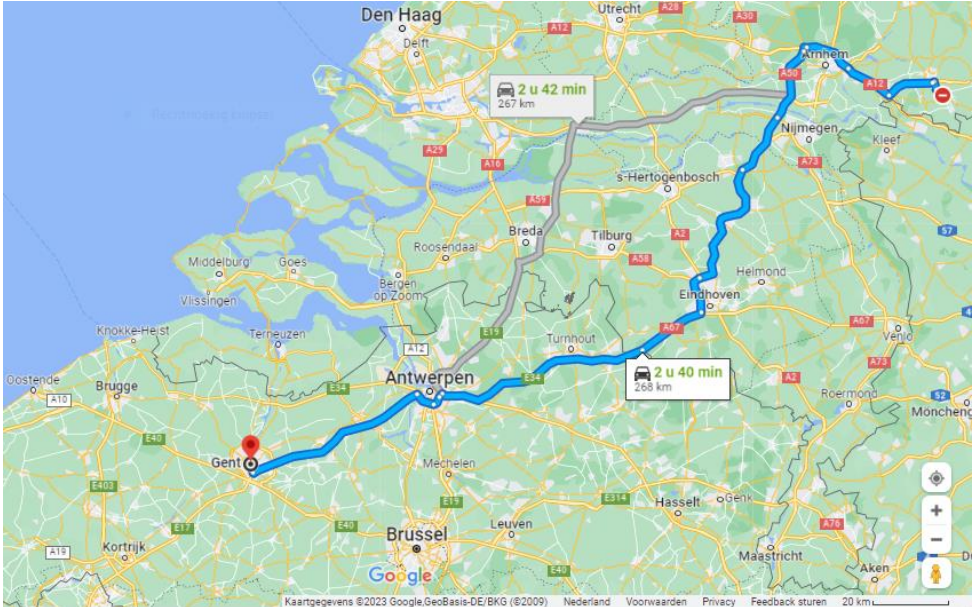 Den Haag
Utrecht
A28
A30
A12
Delft
Arnhem
A50
A12
2 u 42 min
267 km
Nijmegen
Kleef
A29
A16
A73
s-Hertogenbosch
A59
Breda
Tilburg
A2
57
Roosendaal
A58
Middelburg
Goes
Bergen
op Zoom
Helmond
Vlissingen
Eindhoven
Knokke-Heist
Terneuzen
E19
A67
A67
Turnhout
Venlo
A12
A73
Antwerpen
E34
E34
2 u 40 min
268 km
A2
Oostende
Brugge
A10
Roermond
52
Möncheng
E40
Gent
Mechelen
E403
E19
E314
Genk
Hasselt
E17
E40
Leuven
A76
Brussel
A19
Kortrijk
Maastricht
Aken
Dü
E40
Google
Kaartgegevens ©2023 Google,GeoBasis-DE/BKG (©2009) Nederland Voorwaarden Privacy Feedback sturen 20 km